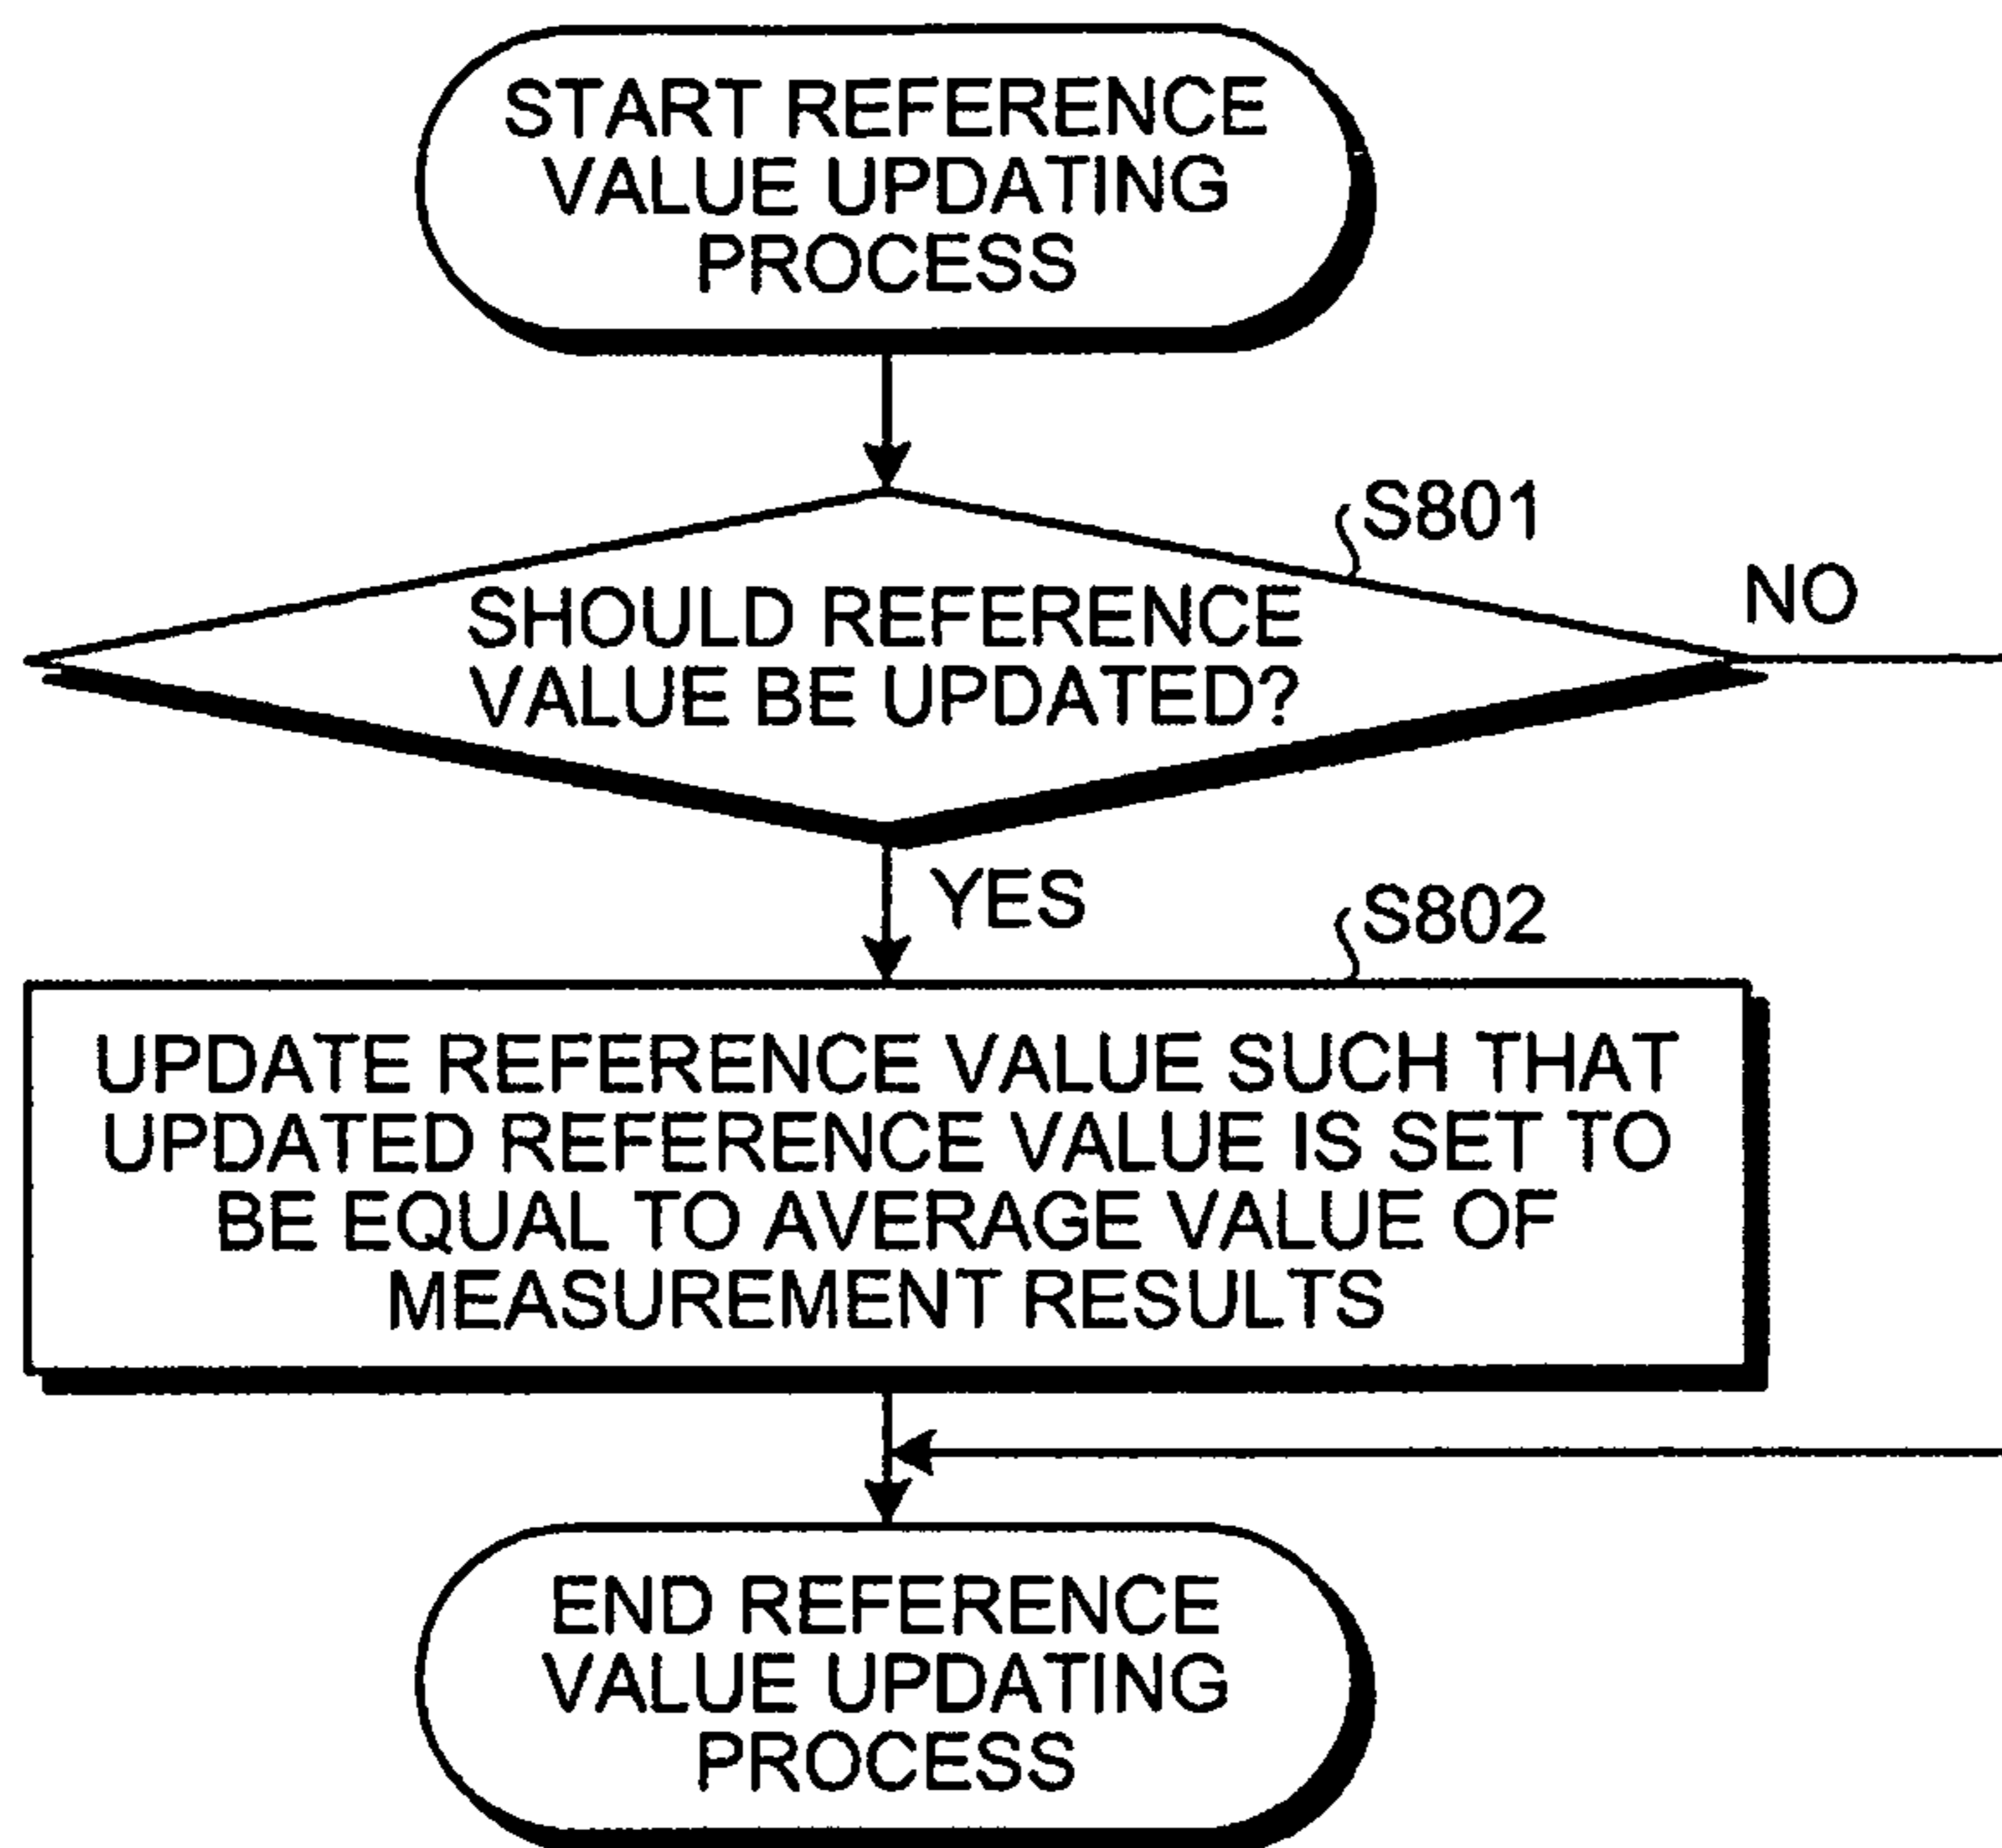 START REFERENCE
VALUE UPDATING
PROCESS
S801
SHOULD REFERENCE
VALUE BE UPDATED?
NO
YES
S802
UPDATE REFERENCE VALUE SUCH THAT
UPDATED REFERENCE VALUE IS SET TO
BE EQUAL TO AVERAGE VALUE OF
MEASUREMENT RESULTS
END REFERENCE
VALUE UPDATING
PROCESS